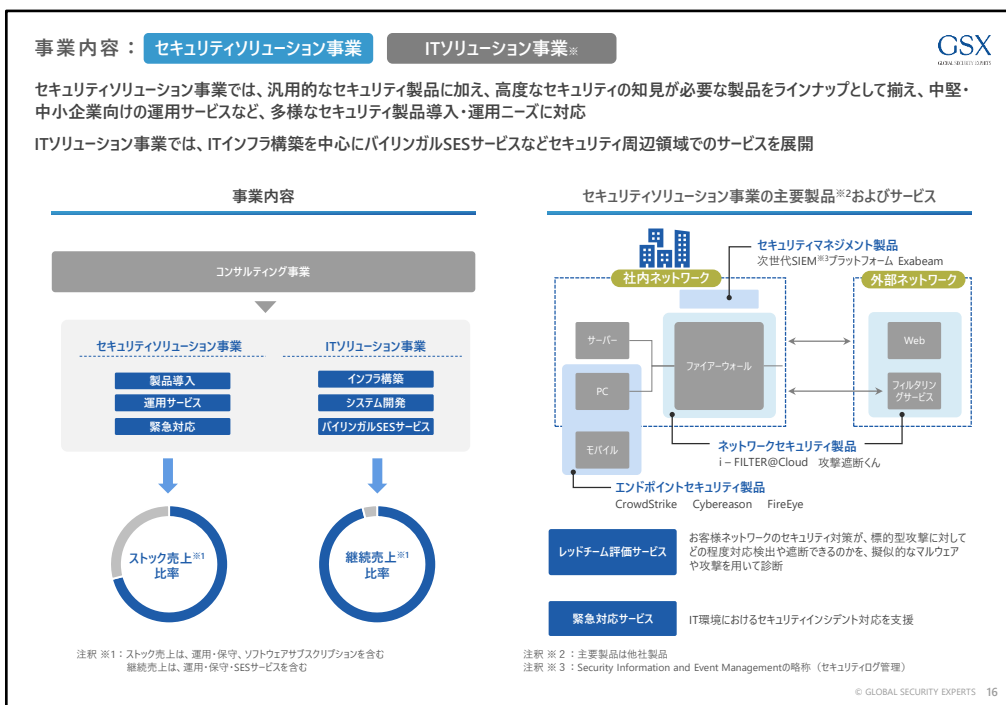 事業内容： セキュリティソリューション事業 ITソリューション事業※
GSX
GLOBAL SECURITY EXPERTS
セキュリティソリューション事業では、汎用的なセキュリティ製品に加え、高度なセキュリティの知見が必要な製品をラインナップとして揃え、中堅・
中小企業向けの運用サービスなど、多様なセキュリティ製品導入・運用ニーズに対応
ITソリューション事業では、ITインフラ構築を中心にバイリンガルSESサービスなどセキュリティ周辺領域でのサービスを展開
事業内容
コンサルティング事業
セキュリティソリューション事業
製品導入
運用サービス
緊急対応
ITソリューション事業
インフラ構築
システム開発
バイリンガルSESサービス
ストック売上※1
比率
継続売上※1
比率
注釈 ※1：ストック売上は、運用・保守、ソフトウェアサブスクリプションを含む
継続売上は、運用・保守・SESサービスを含む
セキュリティソリューション事業の主要製品※2およびサービス
セキュリティマネジメント製品
次世代SIEM※3プラットフォーム Exabeam
社内ネットワーク
外部ネットワーク
サーバー
PC
モバイル
ファイアーウォール
Web
フィルタリン
グサービス
ネットワークセキュリティ製品
i－FILTER@Cloud 攻撃遮断くん
エンドポイントセキュリティ製品
CrowdStrike Cybereason FireEye
レッドチーム評価サービス
お客様ネットワークのセキュリティ対策が、標的型攻撃に対して
どの程度対応検出や遮断できるのかを、擬似的なマルウェア
や攻撃を用いて診断
緊急対応サービス
IT環境におけるセキュリティインシデント対応を支援
注釈 ※２：主要製品は他社製品
注釈 ※３：Security Information and Event Managementの略称（セキュリティログ管理）
© GLOBAL SECURITY EXPERTS 16